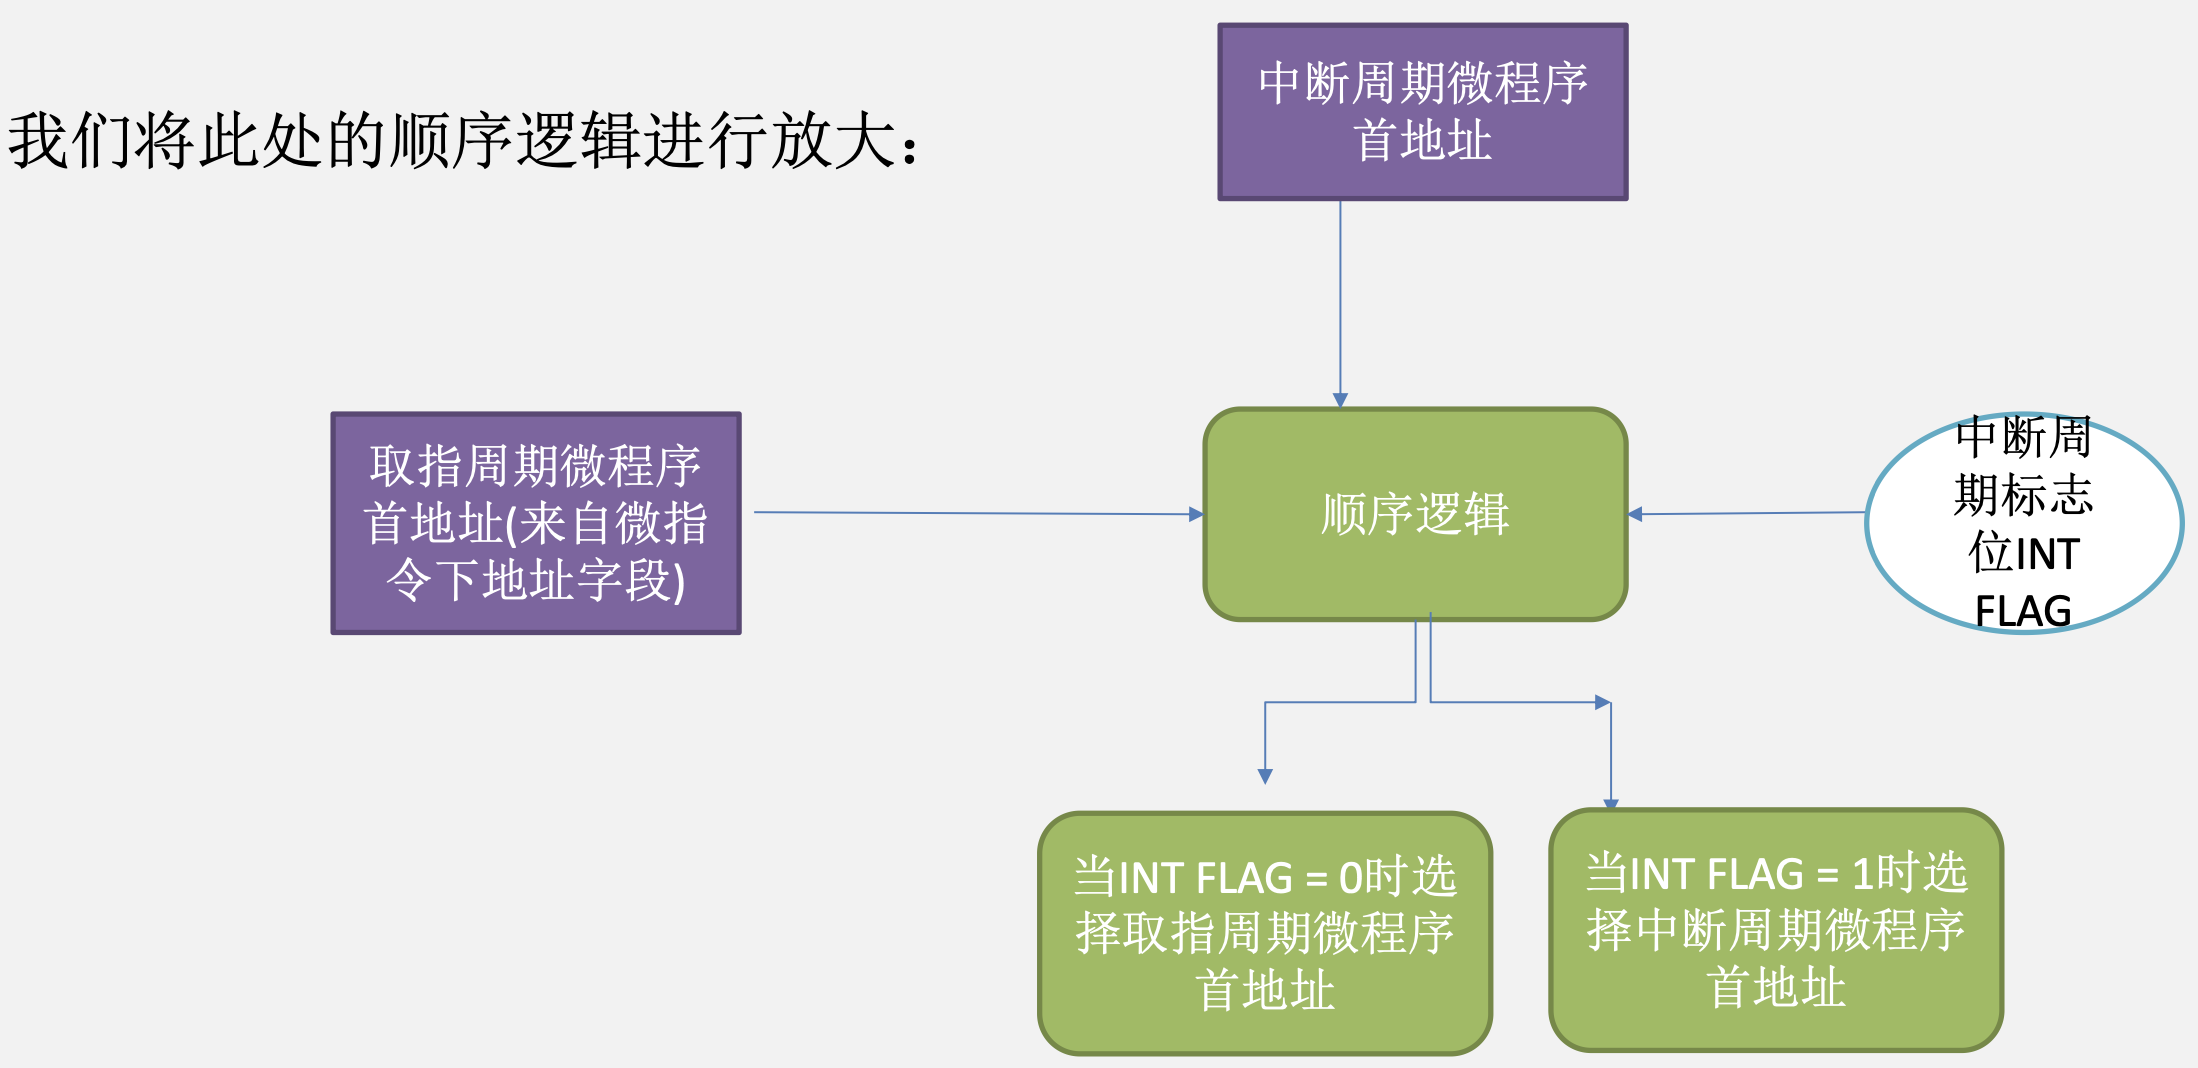 我们将此处的顺序逻辑进行放大：
中断周期微程序
首地址
取指周期微程序
首地址(来自微指
令下地址字段)
顺序逻辑
中断周
期标志
位INT
FLAG
当INT FLAG = 0时选
择取指周期微程序
首地址
当INT FLAG = 1时选
择中断周期微程序
首地址